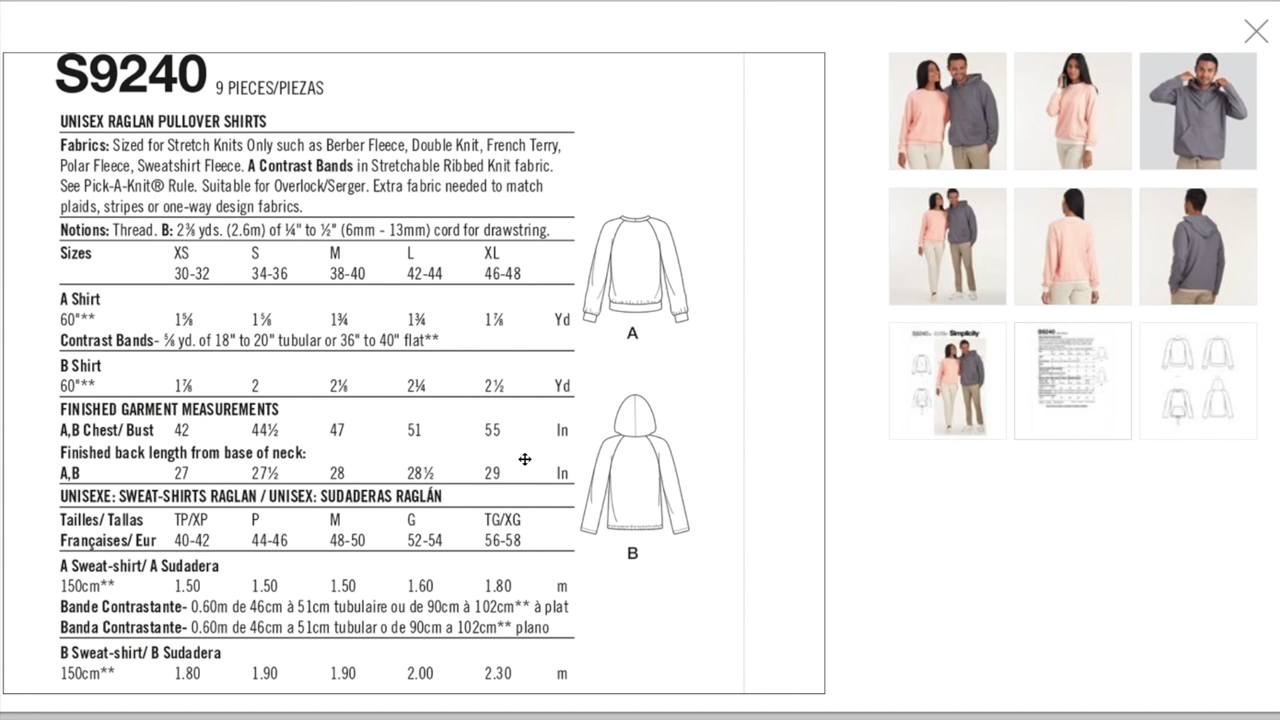 S9240 9 PIECES/PIEZAS
UNISEX RAGLAN PULLOVER SHIRTS
Fabrics: Sized for Stretch Knits Only such as Berber Fleece, Double Knit, French Terry,
Polar Fleece, Sweatshirt Fleece. A Contrast Bands in Stretchable Ribbed Knit fabric.
See Pick-A-Knit® Rule. Suitable for Overlock/Serger. Extra fabric needed to match
plaids, stripes or one-way design fabrics.
Notions: Thread. B: 2⅞ yds. (2.6m) of ¼" to ½" (6mm - 13mm) cord for drawstring.
Sizes XS S M L XL
30-32 34-36 38-40 42-44 46-48
A Shirt
60"** 1⅝ 1⅝ 1¾ 1¾ 1⅞ Yd
Contrast Bands- ⅝ yd. of 18" to 20" tubular or 36" to 40" flat**
B Shirt
60"** 1⅞ 2 2⅛ 2¼ 2½ Yd
FINISHED GARMENT MEASUREMENTS
A,B Chest/ Bust 42 44½ 47 51 55 In
Finished back length from base of neck:
A,B 27 27½ 28 28½ 29 In
UNISEXE: SWEAT-SHIRTS RAGLAN / UNISEX: SUDADERAS RAGLÁN
Tailles/ Tallas TP/XP P M G TG/XG
Françaises/ Eur 40-42 44-46 48-50 52-54 56-58
A Sweat-shirt/ A Sudadera
150cm** 1.50 1.50 1.50 1.60 1.80 m
Bande Contrastante- 0.60m de 46cm à 51cm tubulaire ou de 90cm à 102cm** à plat
Banda Contrastante- 0.60m de 46cm a 51cm tubular o de 90cm a 102cm** plano
B Sweat-shirt/ B Sudadera
150cm** 1.80 1.90 1.90 2.00 2.30 m
A
B
Simplicity